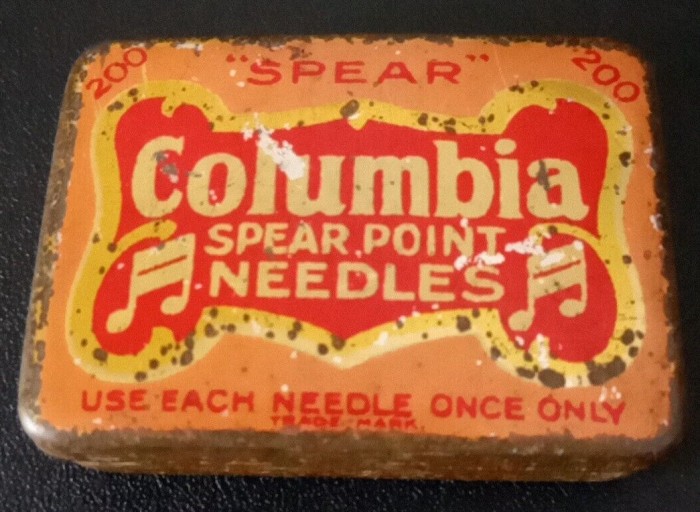 200 "SPEAR" 200
Columbia
SPEAR POINT
NEEDLES
USE EACH NEEDLE ONCE ONLY
TRADE MARK.